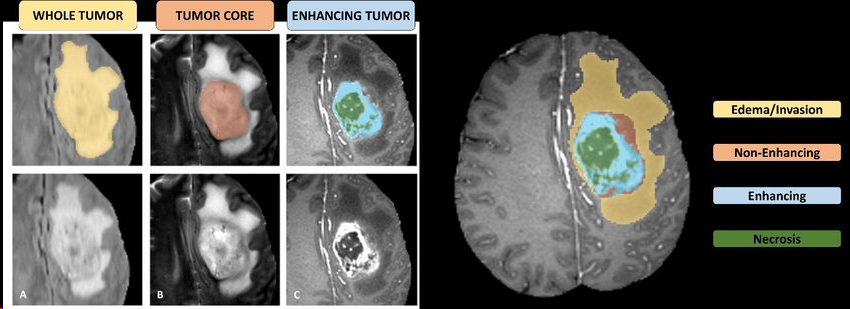 WHOLE TUMOR
TUMOR CORE
ENHANCING TUMOR
A
B
C
Edema/Invasion
Non-Enhancing
Enhancing
Necrosis